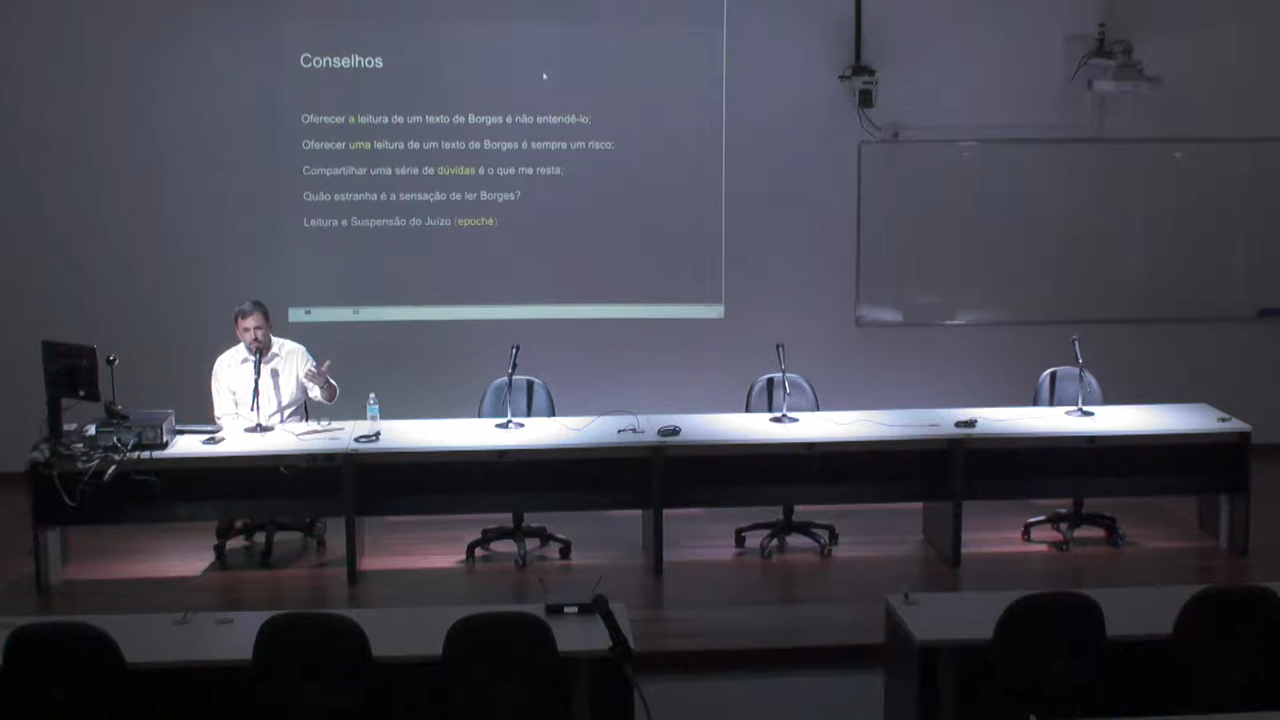 Conselhos
Oferecer a leitura de um texto de Borges é não entendê-lo;
Oferecer uma leitura de um texto de Borges é sempre um risco;
Compartilhar uma série de dúvidas é o que me resta;
Quão estranha é a sensação de ler Borges?
Leitura e Suspensão do Juízo (epoché)